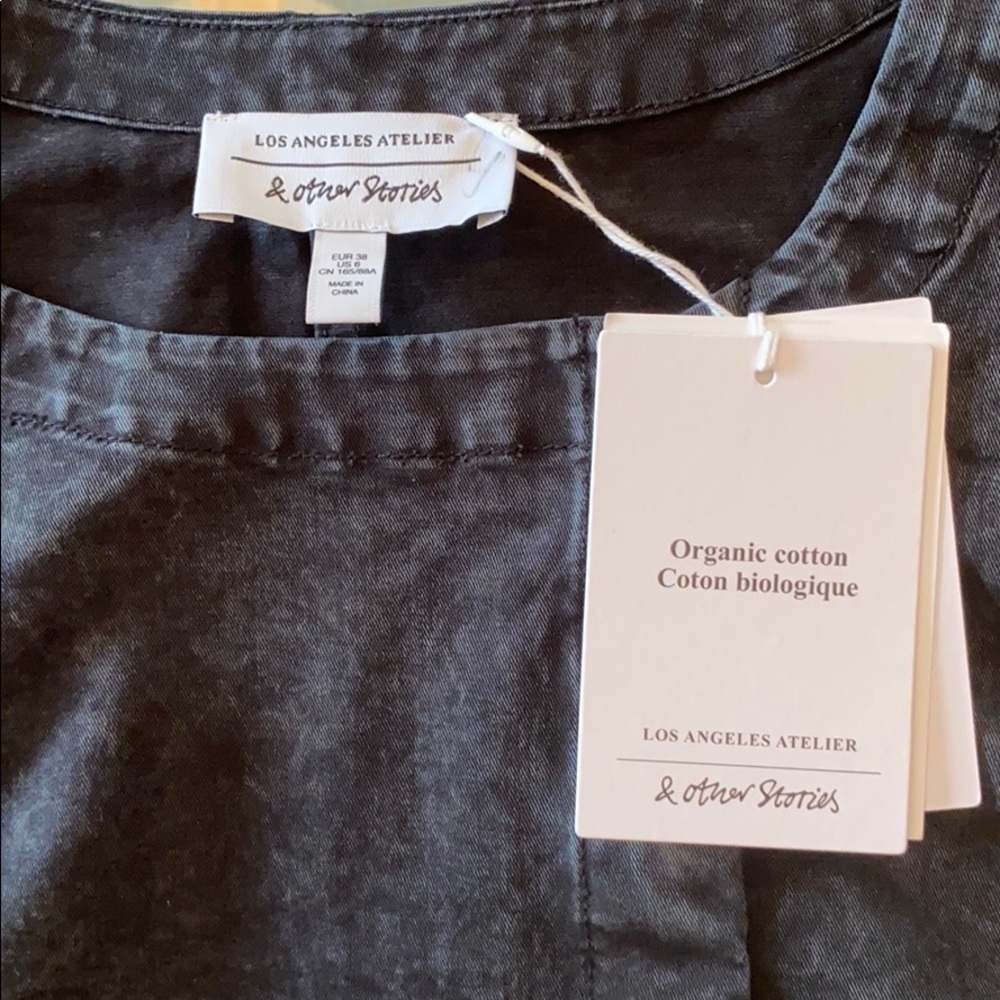 LOS ANGELES ATELIER
& other Stories
EUR 38
US 6
CN 165/88A
MADE IN
CHINA
Organic cotton
Coton biologique
LOS ANGELES ATELIER
& other Stories